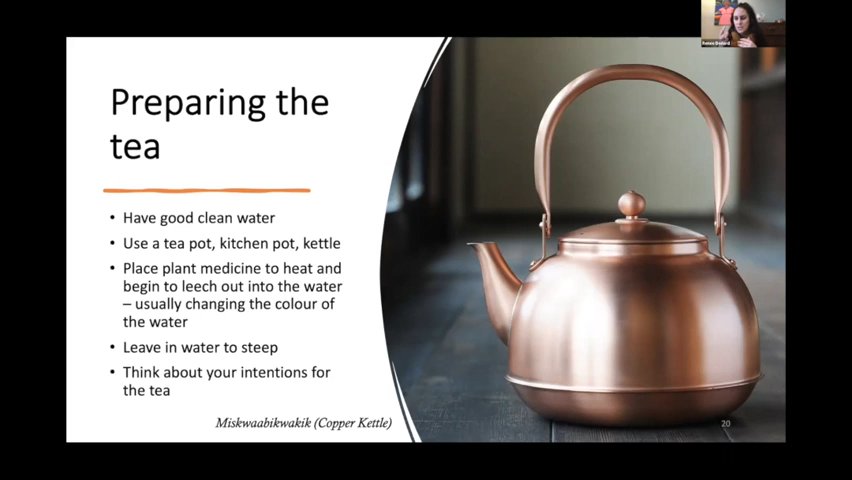 Preparing the
tea
• Have good clean water
• Use a tea pot, kitchen pot, kettle
• Place plant medicine to heat and
begin to leech out into the water
– usually changing the colour of
the water
• Leave in water to steep
• Think about your intentions for
the tea
Miskwaabikwakik (Copper Kettle)
20